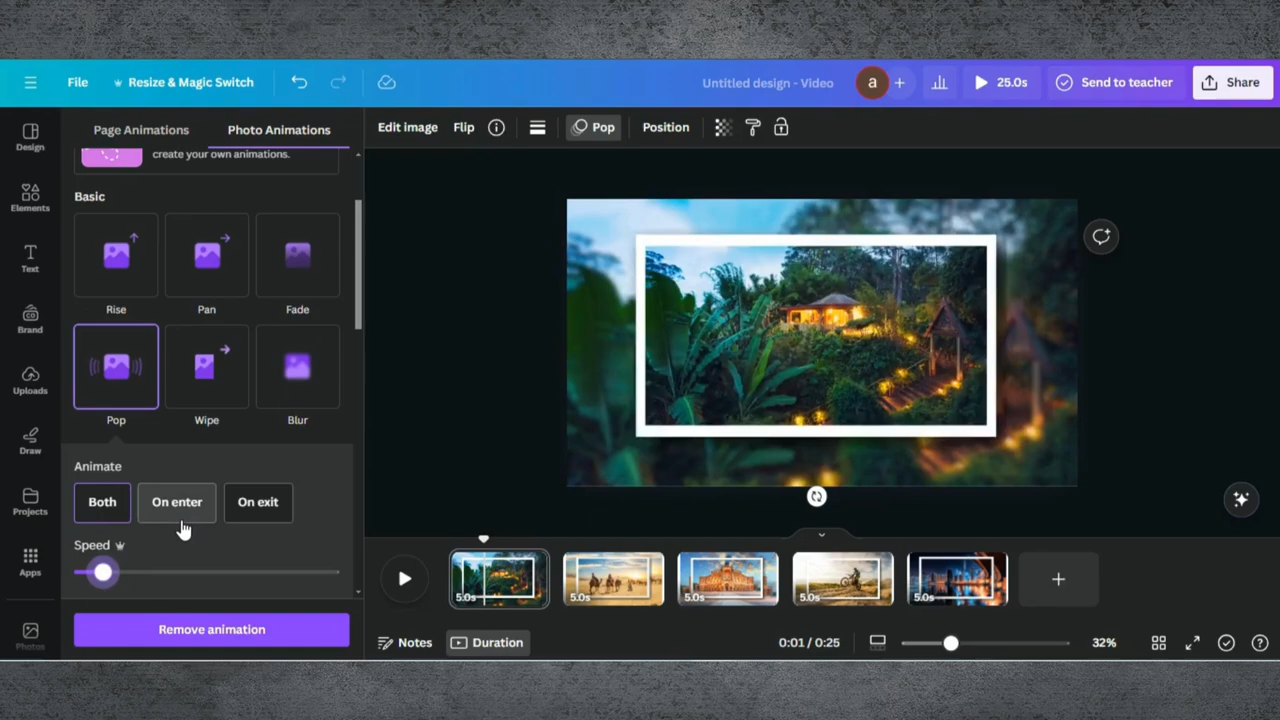 File
Resize & Magic Switch
Untitled design - Video
a
25.0s
Send to teacher
Share
Design
Elements
Text
Brand
Uploads
Draw
Projects
Apps
Photos
Page Animations
Photo Animations
create your own animations.
Basic
Rise
Pan
Fade
Pop
Wipe
Blur
Animate
Both
On enter
On exit
Speed
Remove animation
Edit image
Flip
Pop
Position
5.0s
5.0s
5.0s
5.0s
5.0s
Notes
Duration
0:01 / 0:25
32%